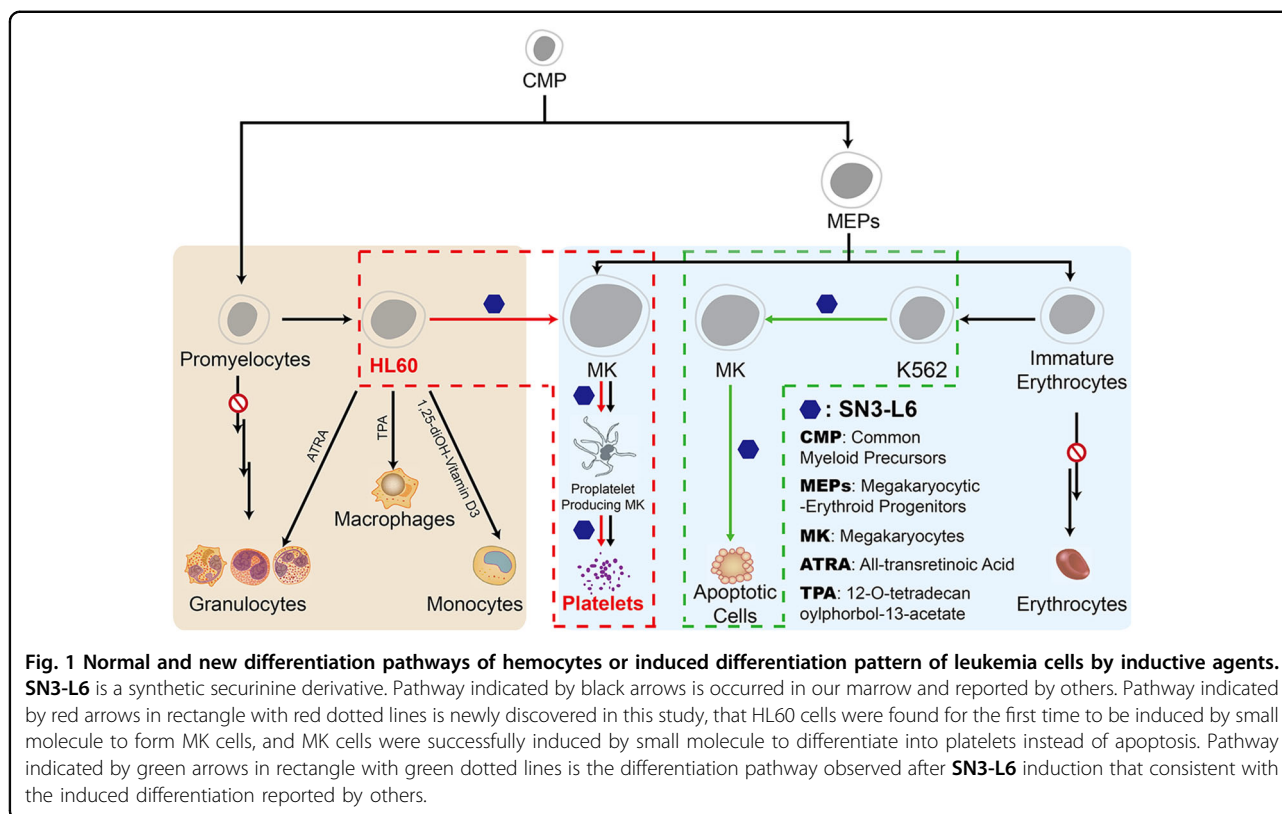 CMP
MEPs
Promyelocytes
HL60
MK
MK
K562
Immature
Erythrocytes
ATRA
TPA
1,25-diOH-Vitamin D3
Macrophages
Granulocytes
Monocytes
Proplatelet
Producing MK
Platelets
Apoptotic
Cells
: SN3-L6
CMP: Common
Myeloid Precursors
MEPs: Megakaryocytic
-Erythroid Progenitors
MK: Megakaryocytes
ATRA: All-transretinoic Acid
TPA: 12-O-tetradecan
oylphorbol-13-acetate
Erythrocytes
Fig. 1 Normal and new differentiation pathways of hemocytes or induced differentiation pattern of leukemia cells by inductive agents.
SN3-L6 is a synthetic securinine derivative. Pathway indicated by black arrows is occurred in our marrow and reported by others. Pathway indicated
by red arrows in rectangle with red dotted lines is newly discovered in this study, that HL60 cells were found for the first time to be induced by small
molecule to form MK cells, and MK cells were successfully induced by small molecule to differentiate into platelets instead of apoptosis. Pathway
indicated by green arrows in rectangle with green dotted lines is the differentiation pathway observed after SN3-L6 induction that consistent with
the induced differentiation reported by others.